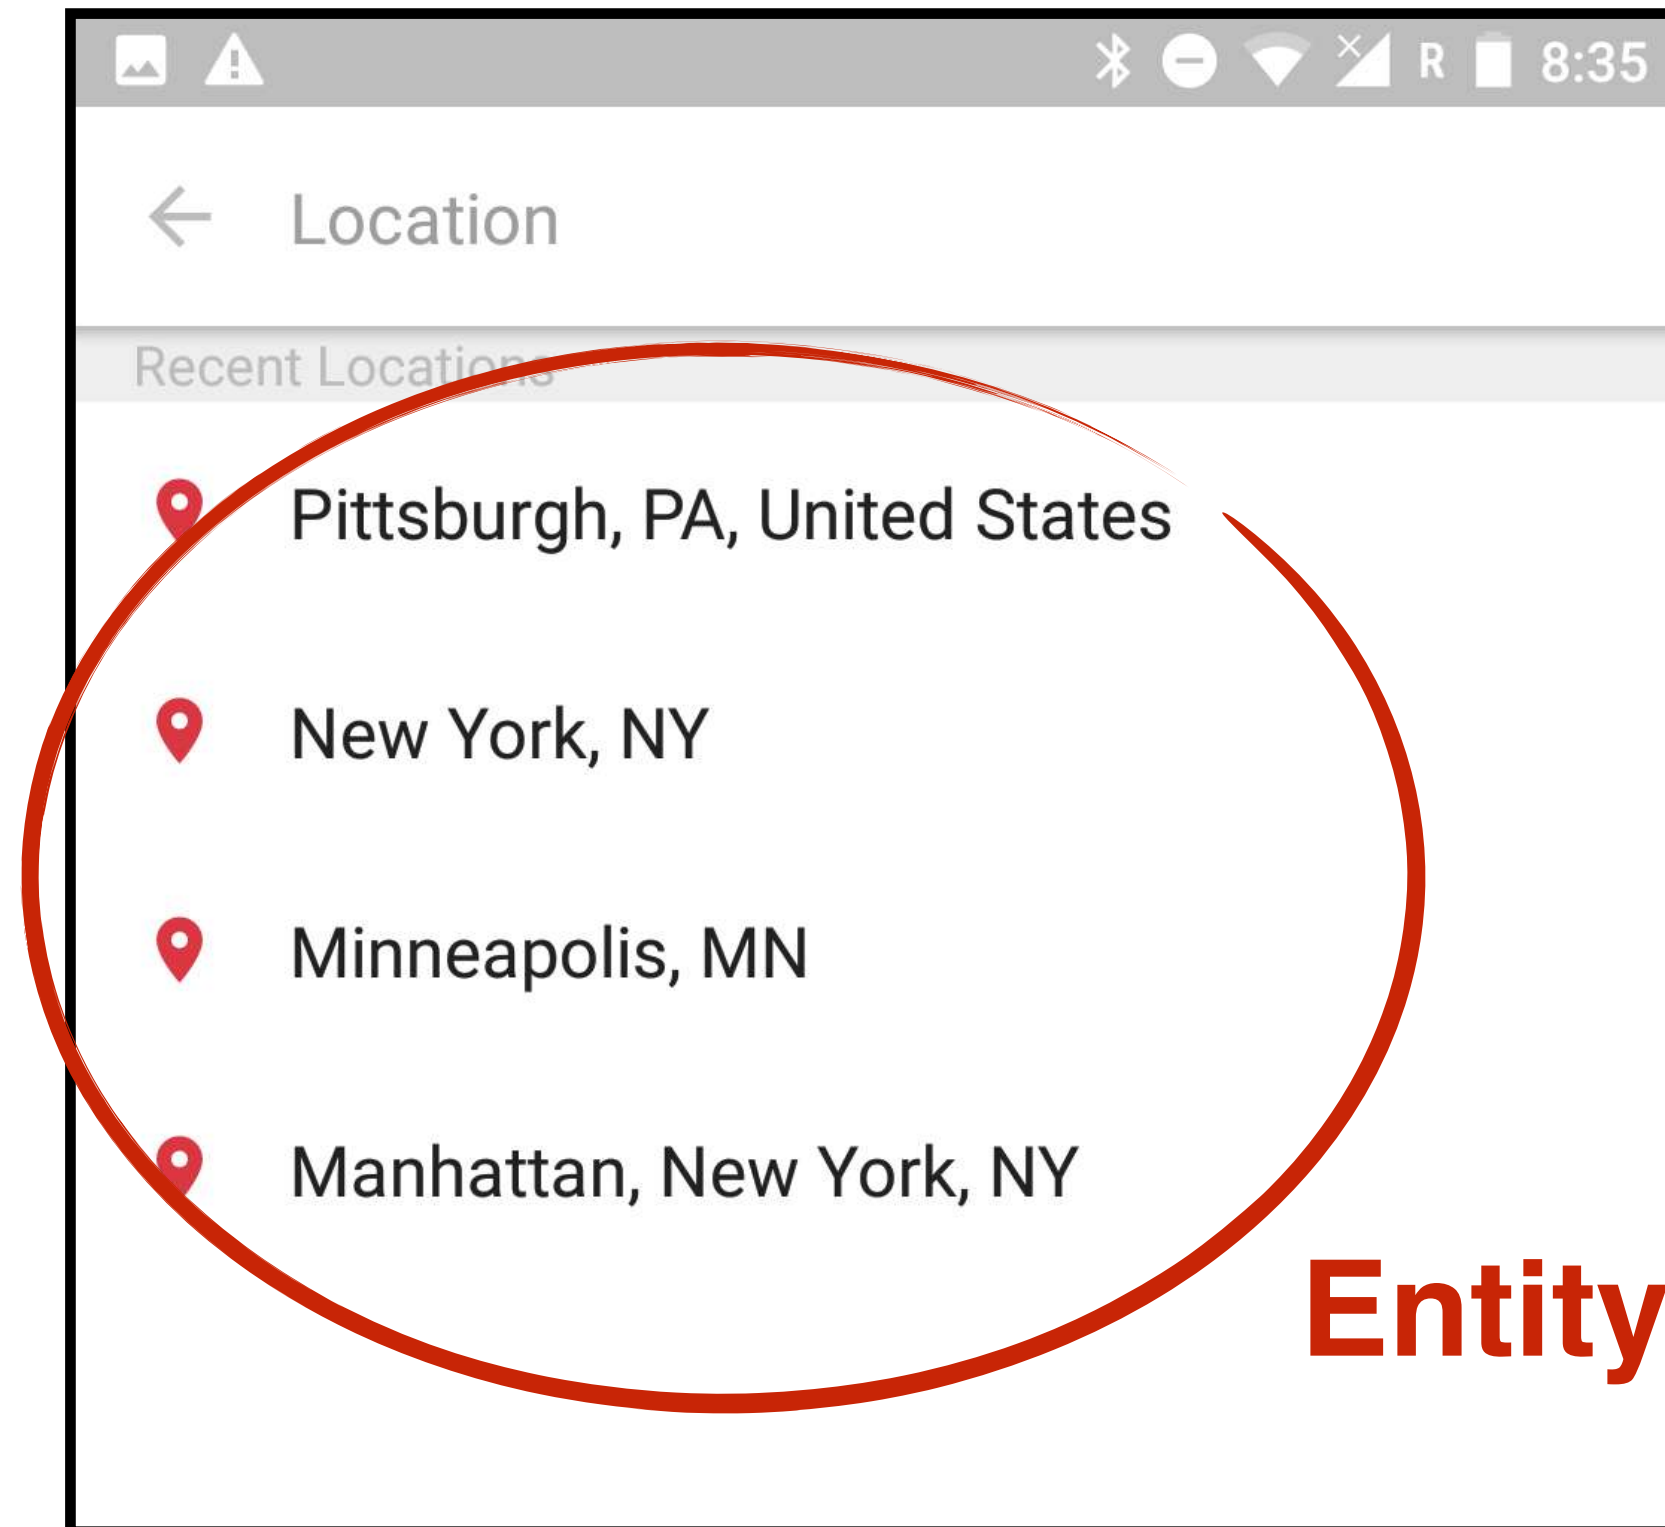 R 8:35
Location
Recent Locations
Pittsburgh, PA, United States
New York, NY
Minneapolis, MN
Manhattan, New York, NY
Entity